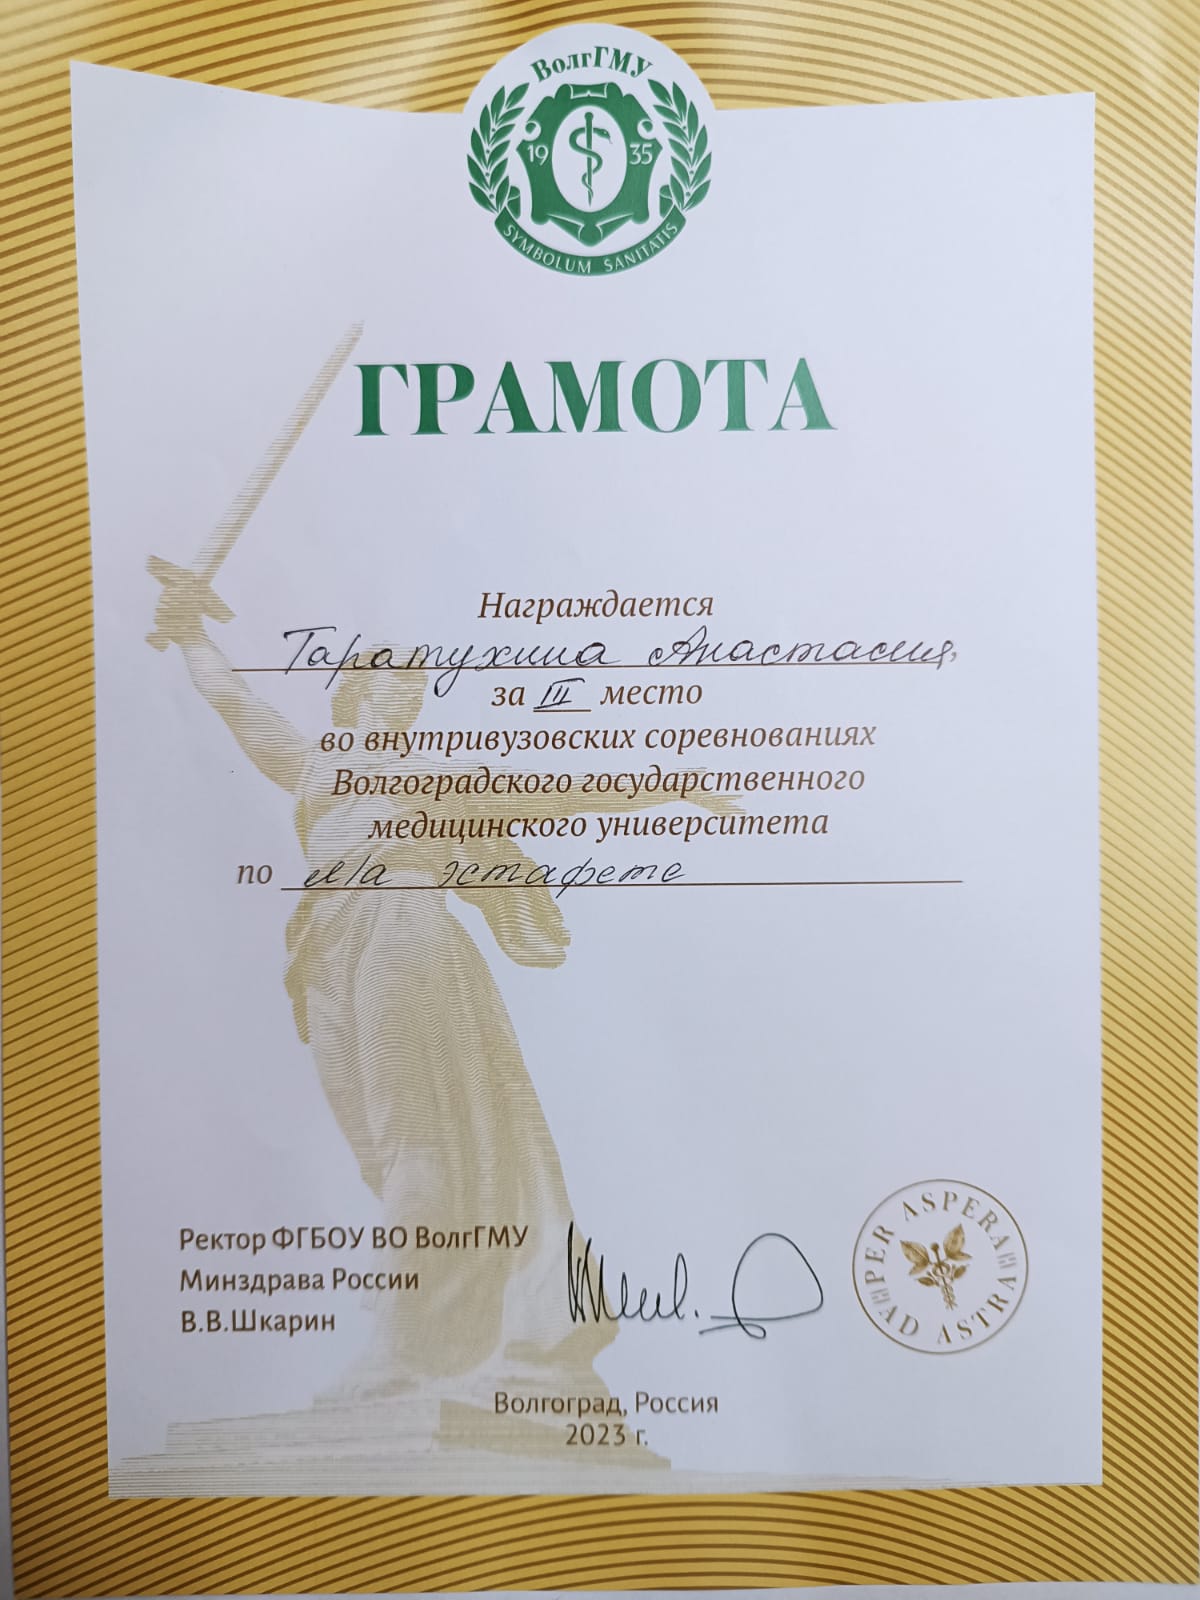 ВолгГМУ
19 35
SYMBOLUM SANITATIS
ГРАМОТА
Награждается
Таратухина Анастасия,
за III место
во внутривузовских соревнованиях
Волгоградского государственного
медицинского университета
по л/а эстафете
Ректор ФГБОУ ВО ВолгГМУ
Минздрава России
В.В.Шкарин
PER ASPERA
AD ASTRA
Волгоград, Россия
2023 г.